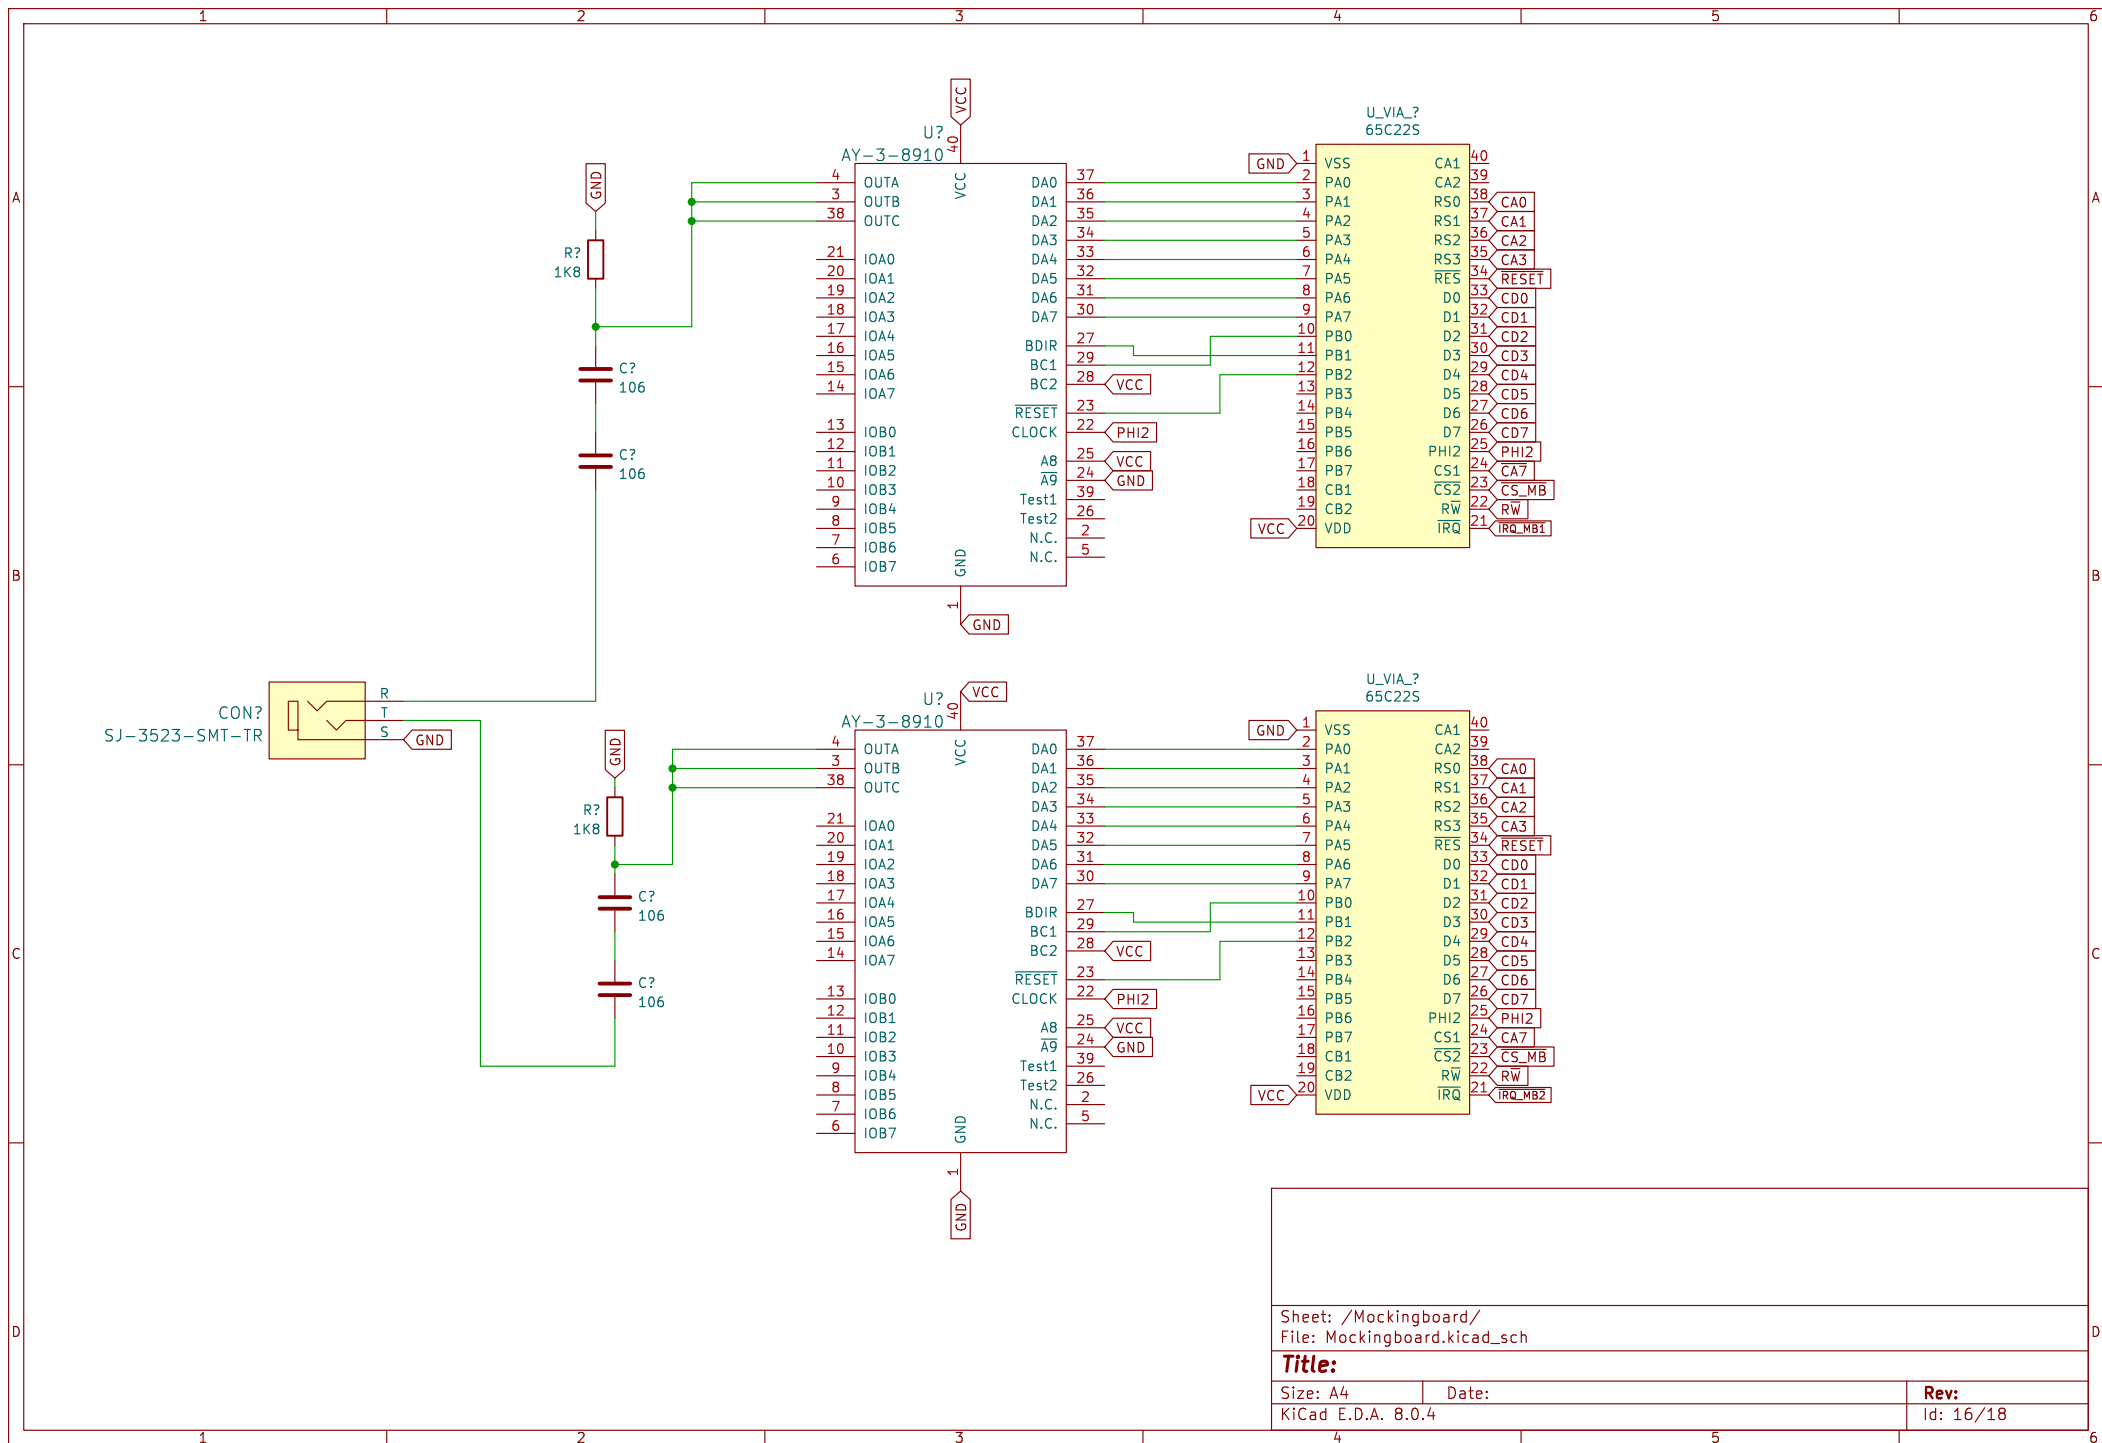 1 2 3 4 5 6
A A
B B
C C
D D
VCC
40
U?
AY-3-8910
VCC
4 OUTA
3 OUTB
38 OUTC
21 IOA0
20 IOA1
19 IOA2
18 IOA3
17 IOA4
16 IOA5
15 IOA6
14 IOA7
13 IOB0
12 IOB1
11 IOB2
10 IOB3
9 IOB4
8 IOB5
7 IOB6
6 IOB7
DA0 37
DA1 36
DA2 35
DA3 34
DA4 33
DA5 32
DA6 31
DA7 30
BDIR 27
BC1 29
BC2 28 VCC
RESET 23
CLOCK 22 PHI2
A8 25 VCC
A9 24 GND
Test1 39
Test2 26
N.C. 2
N.C. 5
GND
1
GND
U_VIA_?
65C22S
GND 1 VSS
2 PA0
3 PA1
4 PA2
5 PA3
6 PA4
7 PA5
8 PA6
9 PA7
10 PB0
11 PB1
12 PB2
13 PB3
14 PB4
15 PB5
16 PB6
17 PB7
18 CB1
19 CB2
VCC 20 VDD
CA1 40
CA2 39
RS0 38 CA0
RS1 37 CA1
RS2 36 CA2
RS3 35 CA3
RES 34 RESET
D0 33 CD0
D1 32 CD1
D2 31 CD2
D3 30 CD3
D4 29 CD4
D5 28 CD5
D6 27 CD6
D7 26 CD7
PHI2 25 PHI2
CS1 24 CA7
CS2 23 CS_MB
RW 22 RW
IRQ 21 IRQ_MB1
GND
R?
1K8
C?
106
C?
106
CON?
SJ-3523-SMT-TR
R
T
S GND
GND
R?
1K8
C?
106
C?
106
VCC
40
U?
AY-3-8910
VCC
4 OUTA
3 OUTB
38 OUTC
21 IOA0
20 IOA1
19 IOA2
18 IOA3
17 IOA4
16 IOA5
15 IOA6
14 IOA7
13 IOB0
12 IOB1
11 IOB2
10 IOB3
9 IOB4
8 IOB5
7 IOB6
6 IOB7
DA0 37
DA1 36
DA2 35
DA3 34
DA4 33
DA5 32
DA6 31
DA7 30
BDIR 27
BC1 29
BC2 28 VCC
RESET 23
CLOCK 22 PHI2
A8 25 VCC
A9 24 GND
Test1 39
Test2 26
N.C. 2
N.C. 5
GND
1
GND
U_VIA_?
65C22S
GND 1 VSS
2 PA0
3 PA1
4 PA2
5 PA3
6 PA4
7 PA5
8 PA6
9 PA7
10 PB0
11 PB1
12 PB2
13 PB3
14 PB4
15 PB5
16 PB6
17 PB7
18 CB1
19 CB2
VCC 20 VDD
CA1 40
CA2 39
RS0 38 CA0
RS1 37 CA1
RS2 36 CA2
RS3 35 CA3
RES 34 RESET
D0 33 CD0
D1 32 CD1
D2 31 CD2
D3 30 CD3
D4 29 CD4
D5 28 CD5
D6 27 CD6
D7 26 CD7
PHI2 25 PHI2
CS1 24 CA7
CS2 23 CS_MB
RW 22 RW
IRQ 21 IRQ_MB2
Sheet: /Mockingboard/
File: Mockingboard.kicad_sch
Title:
Size: A4 Date: Rev:
KiCad E.D.A. 8.0.4 Id: 16/18
1 2 3 4 5 6